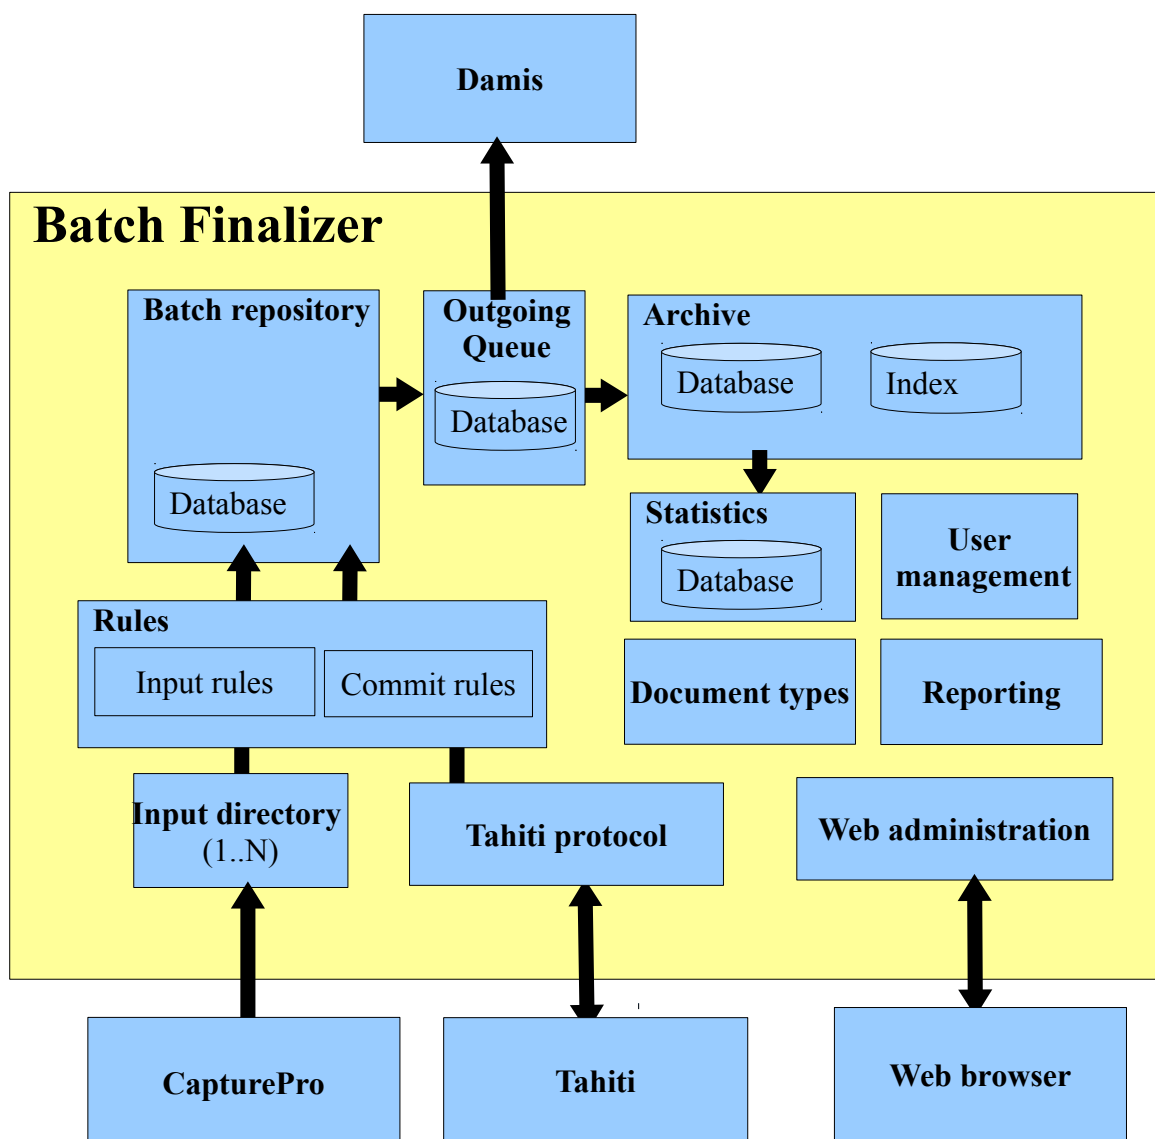 Damis
Batch Finalizer
Batch repository
Database
Outgoing
Queue
Database
Archive
Database
Index
Statistics
Database
User
management
Rules
Input rules
Commit rules
Document types
Reporting
Input directory
(1..N)
Tahiti protocol
Web administration
CapturePro
Tahiti
Web browser